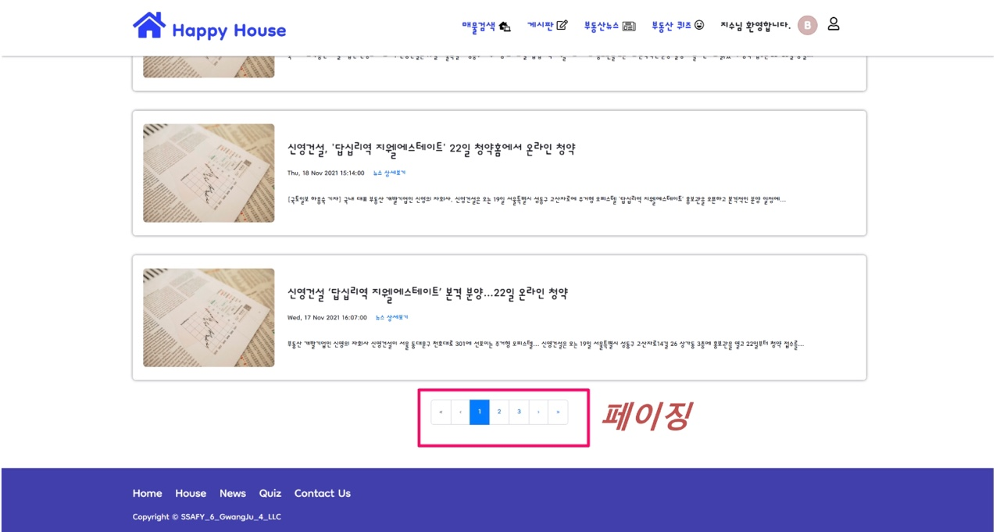 Happy House
매물검색 게시판 부동산뉴스 부동산 퀴즈 지수님 환영합니다. B
신영건설, '답십리역 지웰에스테이트' 22일 청약홈에서 온라인 청약
Thu, 18 Nov 2021 15:14:00 뉴스 상세보기
[국토일보 하종숙 기자] 국내 대표 부동산 개발기업인 신영의 자회사, 신영건설은 오는 19일 서울특별시 성동구 고산자로에 주거형 오피스텔 '답십리역 지웰에스테이트' 홍보관을 오픈하고 본격적인 분양 일정에...
신영건설 ‘답십리역 지웰에스테이트’ 본격 분양...22일 온라인 청약
Wed, 17 Nov 2021 16:07:00 뉴스 상세보기
부동산 개발기업인 신영의 자회사 신영건설이 서울 동대문구 천호대로 301에 선보이는 주거형 오피스텔... 신영건설은 오는 19일 서울특별시 성동구 고산자로14길 26 상가동 3층에 홍보관을 열고 22일부터 청약 접수를...
« ‹ 1 2 3 › »
페이징
Home House News Quiz Contact Us
Copyright © SSAFY_6_GwangJu_4_LLC